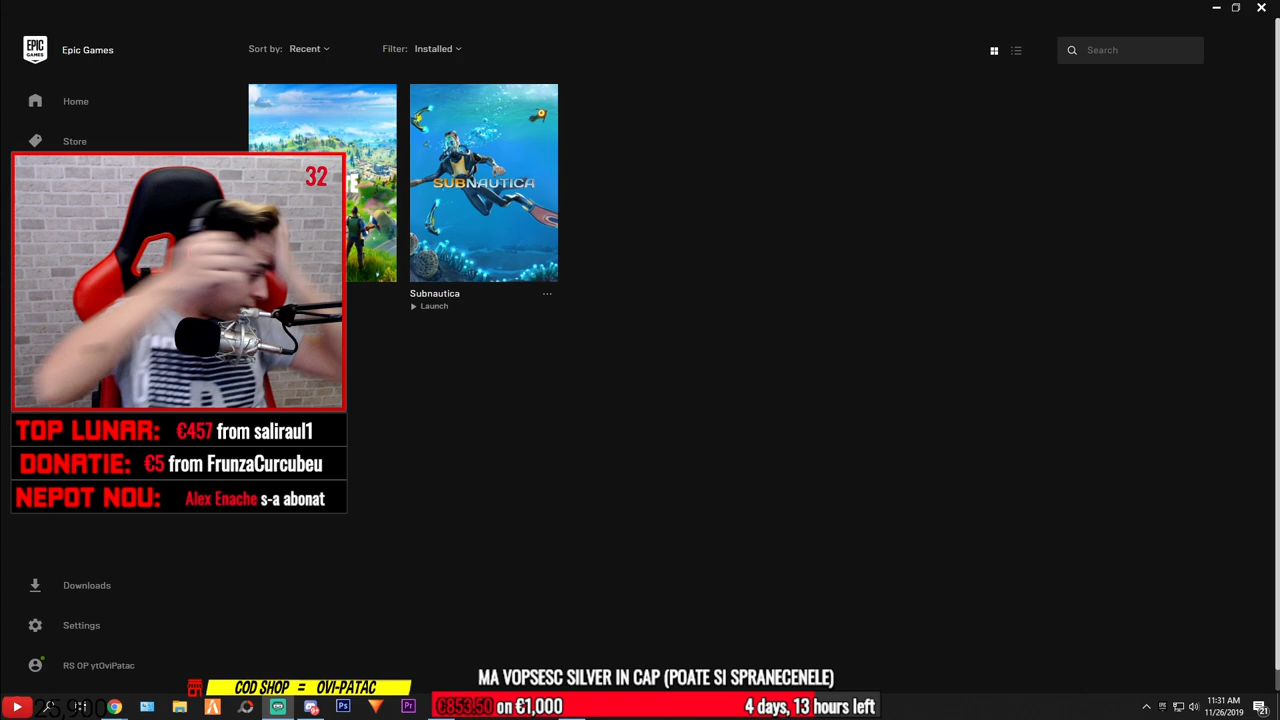 EPIC GAMES
Epic Games
Sort by: Recent
Filter: Installed
Search
Home
Store
32
SUBNAUTICA
Subnautica
Launch
TOP LUNAR: €457 from saliraul1
DONATIE: €5 from FrunzaCurcubeu
NEPOT NOU: Alex Enache s-a abonat
Downloads
Settings
RS OP ytOviPatac
COD SHOP = OVI-PATAC
MA VOPSESC SILVER IN CAP (POATE SI SPRANCENELE)
€853.50 on €1,000
4 days, 13 hours left
Ps
Pr
11:31 AM
11/26/2019